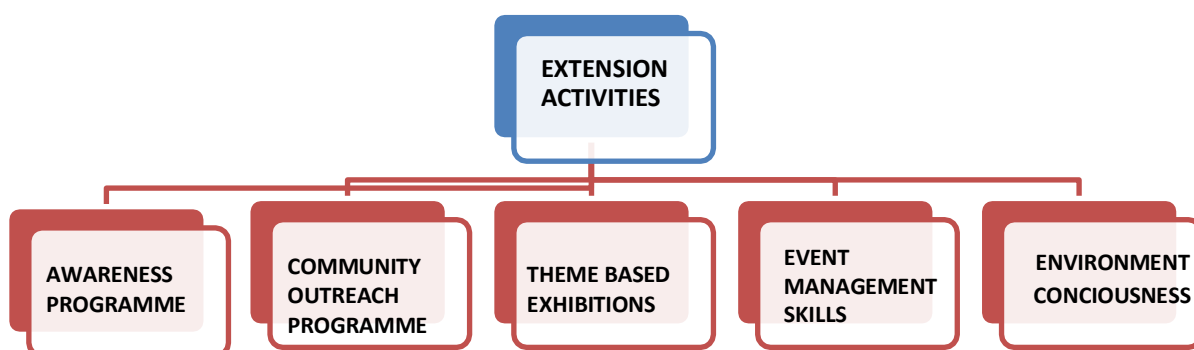 EXTENSION
ACTIVITIES
AWARENESS
PROGRAMME
COMMUNITY
OUTREACH
PROGRAMME
THEME BASED
EXHIBITIONS
EVENT
MANAGEMENT
SKILLS
ENVIRONMENT
CONCIOUSNESS